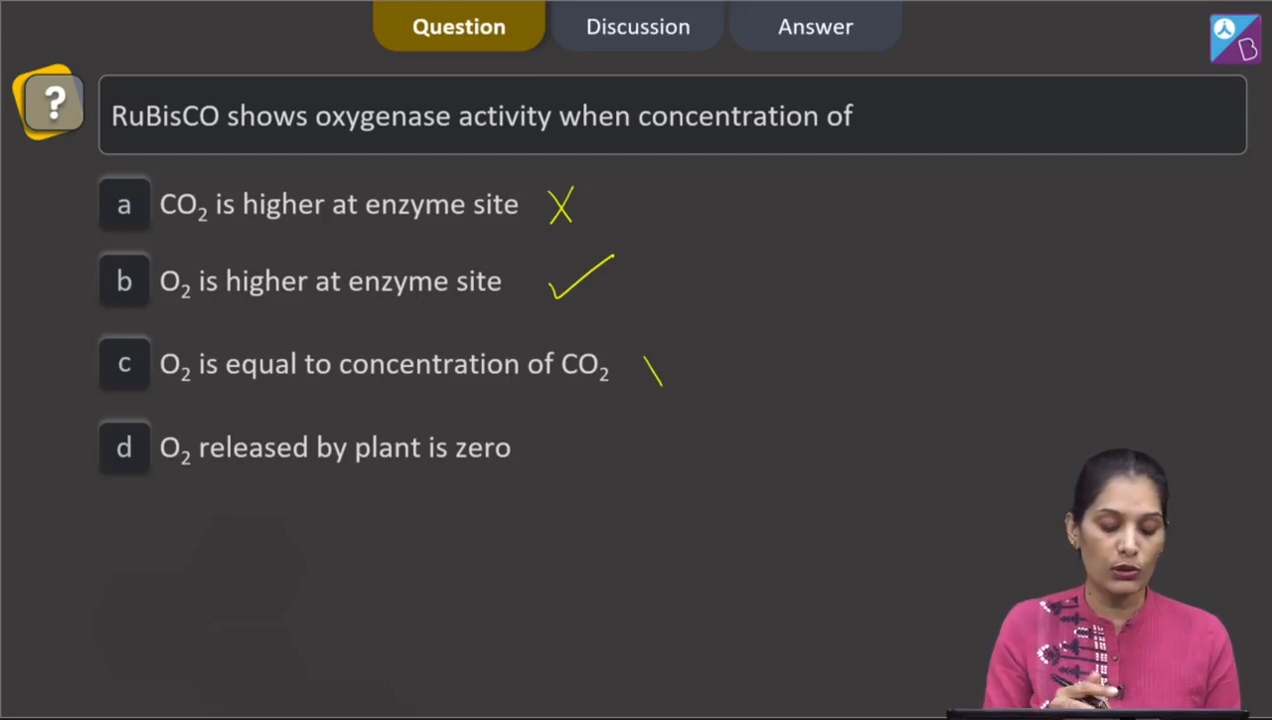 Question Discussion Answer
B
?
RuBisCO shows oxygenase activity when concentration of
a CO₂ is higher at enzyme site
b O₂ is higher at enzyme site
c O₂ is equal to concentration of CO₂
d O₂ released by plant is zero